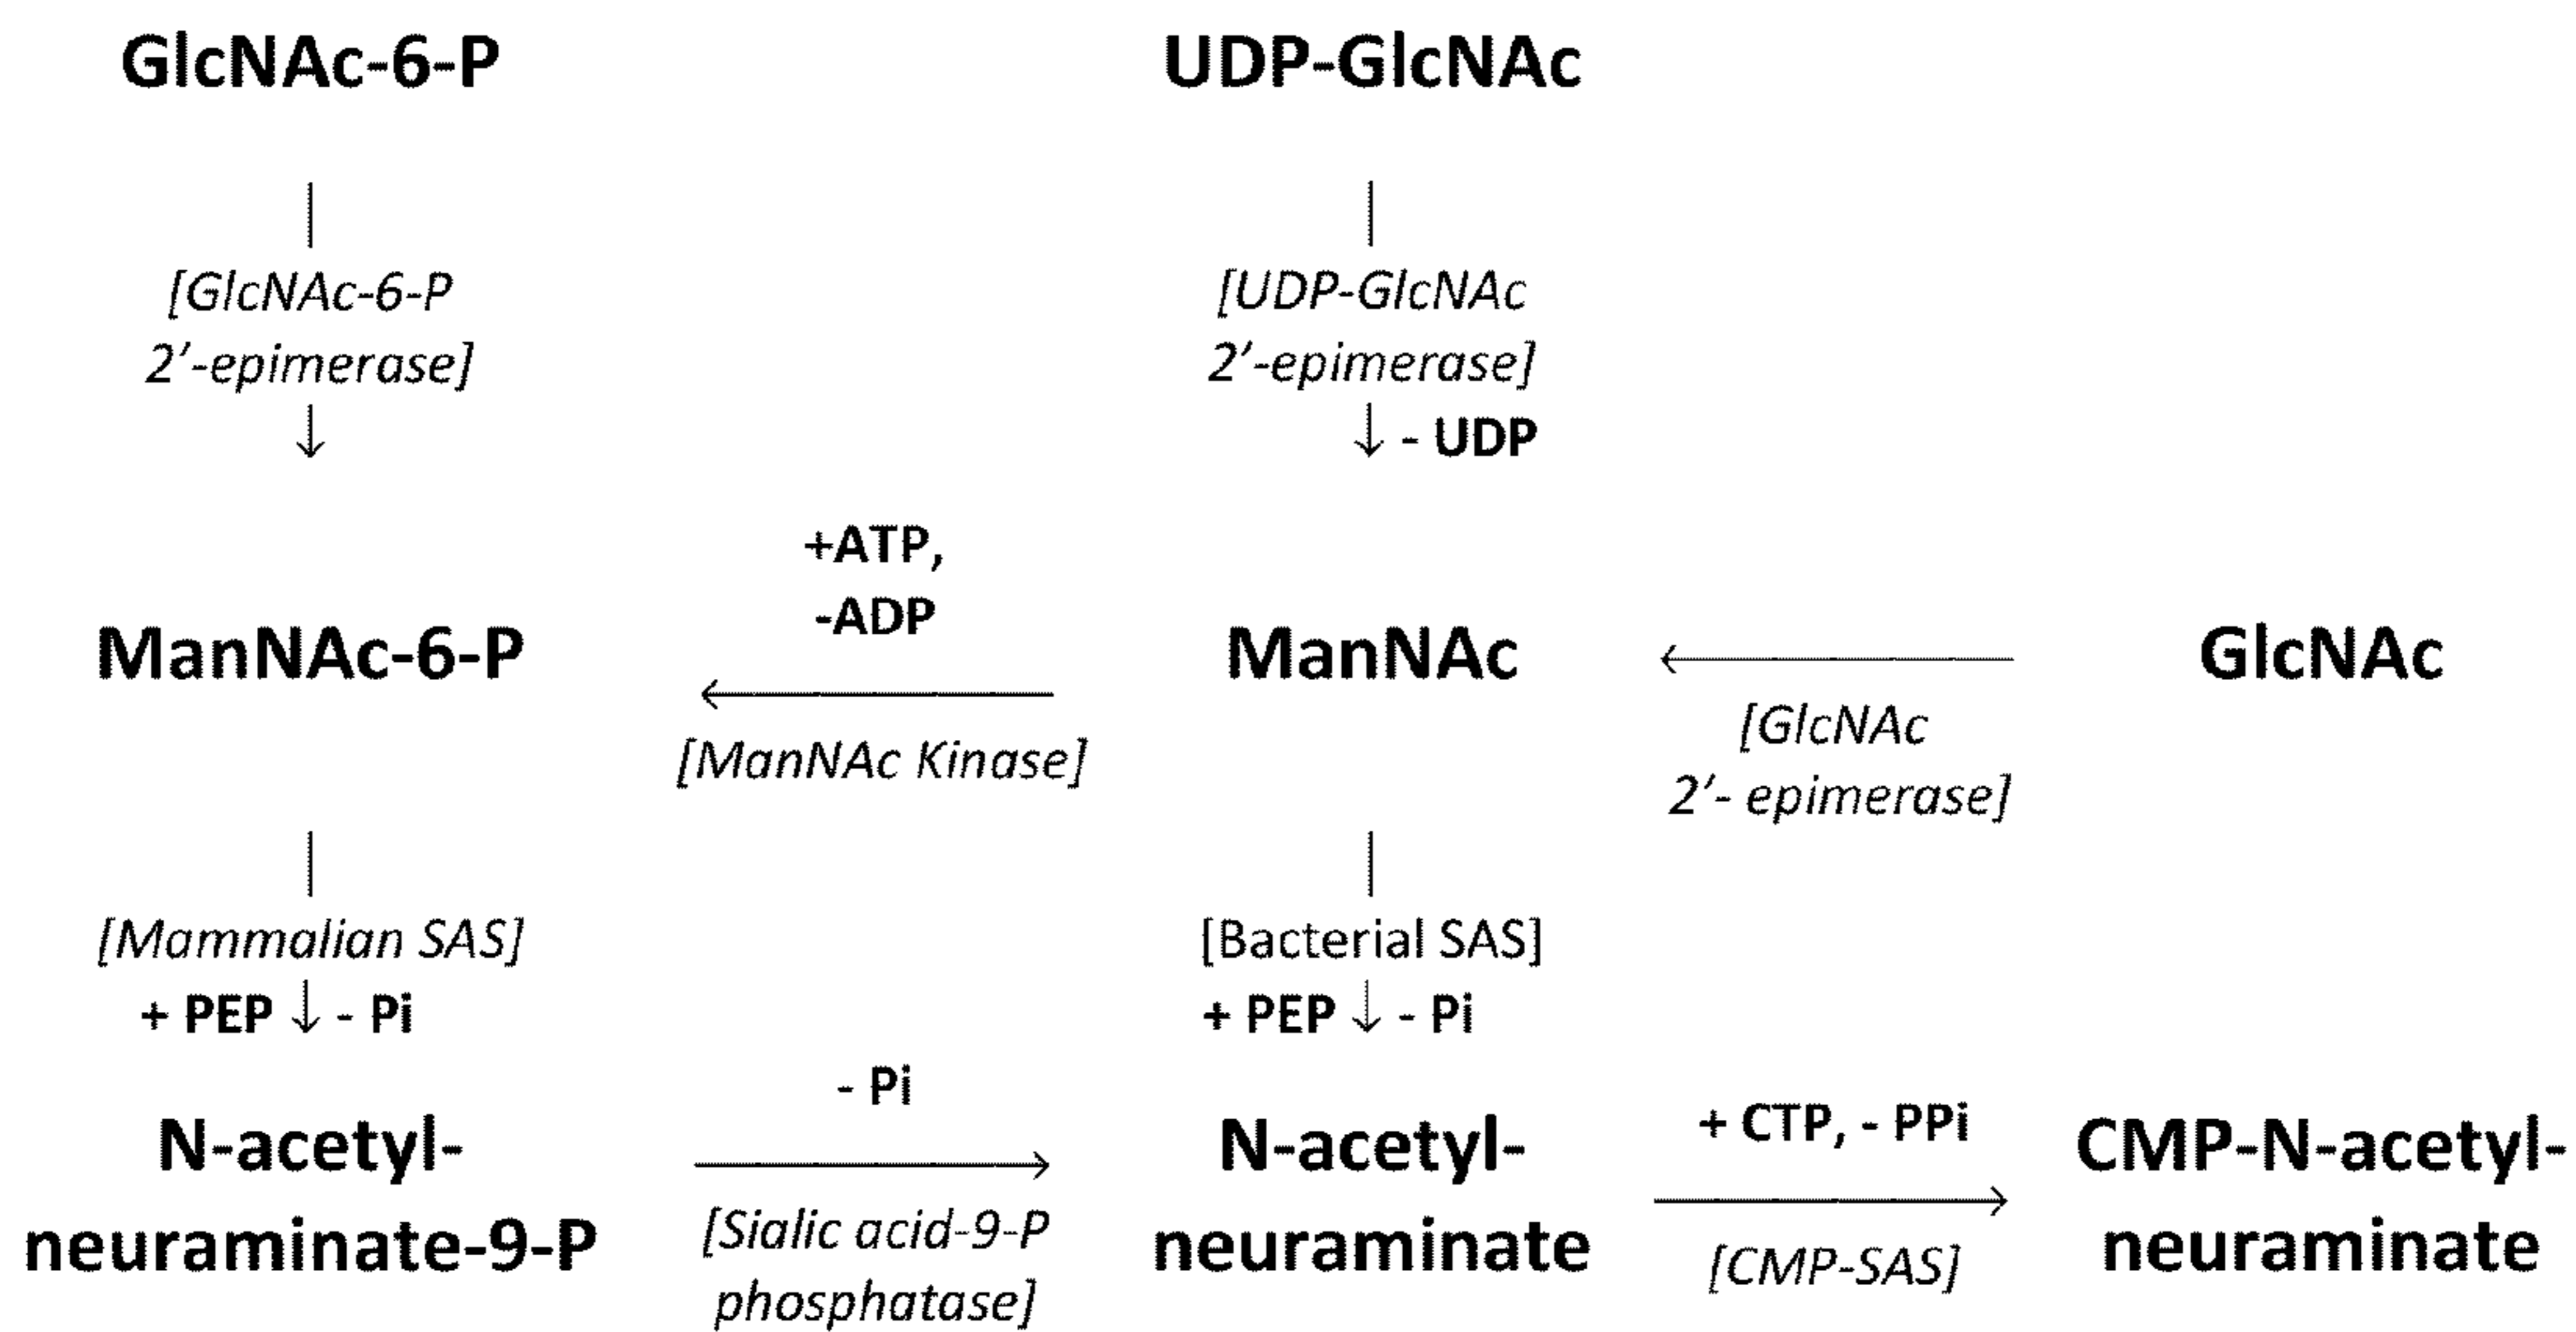 GlcNAc-6-P
UDP-GlcNAc
[GlcNAc-6-P
2’-epimerase]
[UDP-GlcNAc
2’-epimerase]
- UDP
+ATP,
-ADP
ManNAc-6-P
ManNAc
GlcNAc
[ManNAc Kinase]
[GlcNAc
2’- epimerase]
[Mammalian SAS]
+ PEP ↓ - Pi
[Bacterial SAS]
+ PEP ↓ - Pi
N-acetyl-
neuraminate-9-P
- Pi
[Sialic acid-9-P
phosphatase]
N-acetyl-
neuraminate
+ CTP, - PPi
[CMP-SAS]
CMP-N-acetyl-
neuraminate